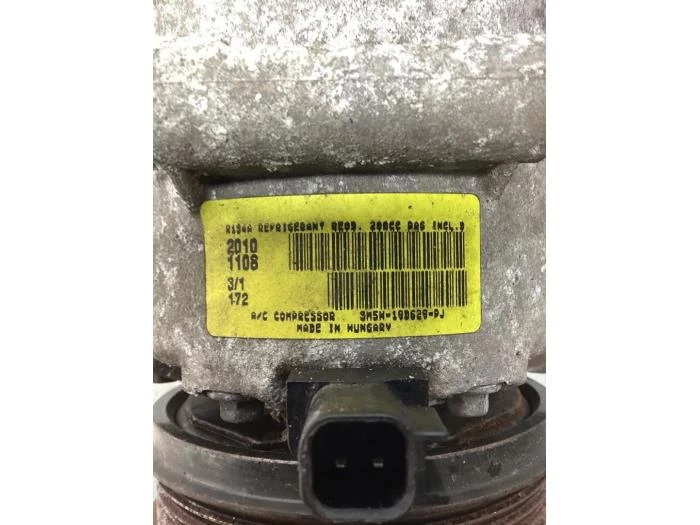 R134A REFRIGERANT REQD. 200CC PAG INCL.D
2010
1108
3/1
172
A/C COMPRESSOR 3M5H-19D629-PJ
MADE IN HUNGARY